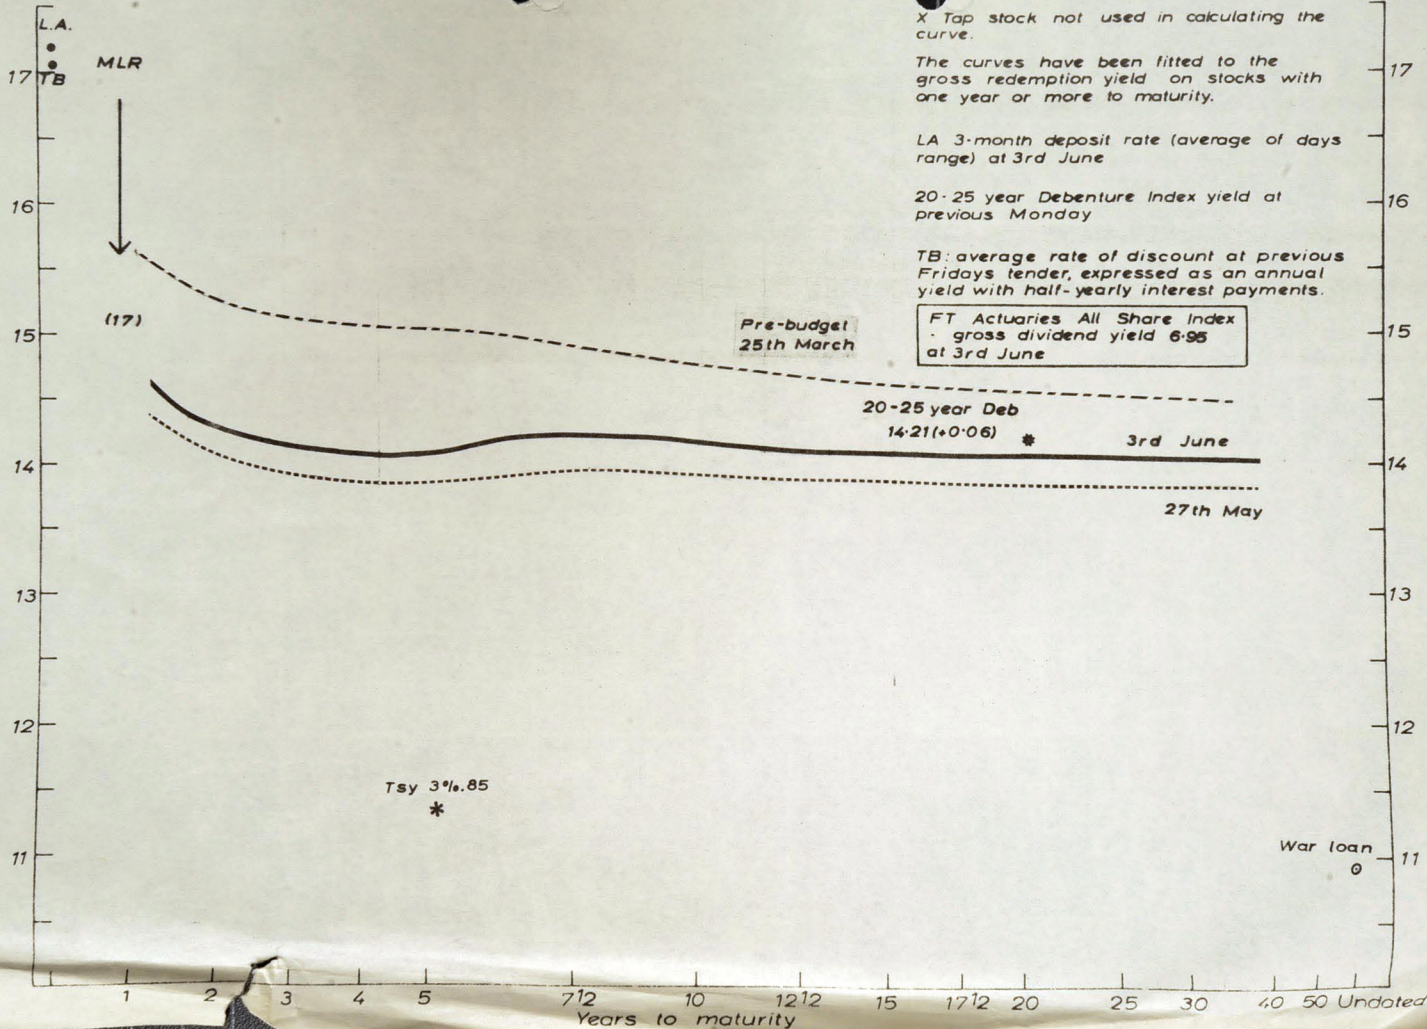 L.A.
TB
MLR
(17)
X Tap stock not used in calculating the
curve.
The curves have been fitted to the
gross redemption yield on stocks with
one year or more to maturity.
LA 3-month deposit rate (average of days
range) at 3rd June
20-25 year Debenture Index yield at
previous Monday
TB: average rate of discount at previous
Fridays tender, expressed as an annual
yield with half-yearly interest payments.
FT Actuaries All Share Index
- gross dividend yield 6·95
at 3rd June
Pre-budget
25th March
20-25 year Deb
14·21(+0·06)
3rd June
27th May
Tsy 3%.85
War loan
17
16
15
14
13
12
11
17
16
15
14
13
12
11
1 2 3 4 5 71/2 10 121/2 15 171/2 20 25 30 40 50 Undated
Years to maturity